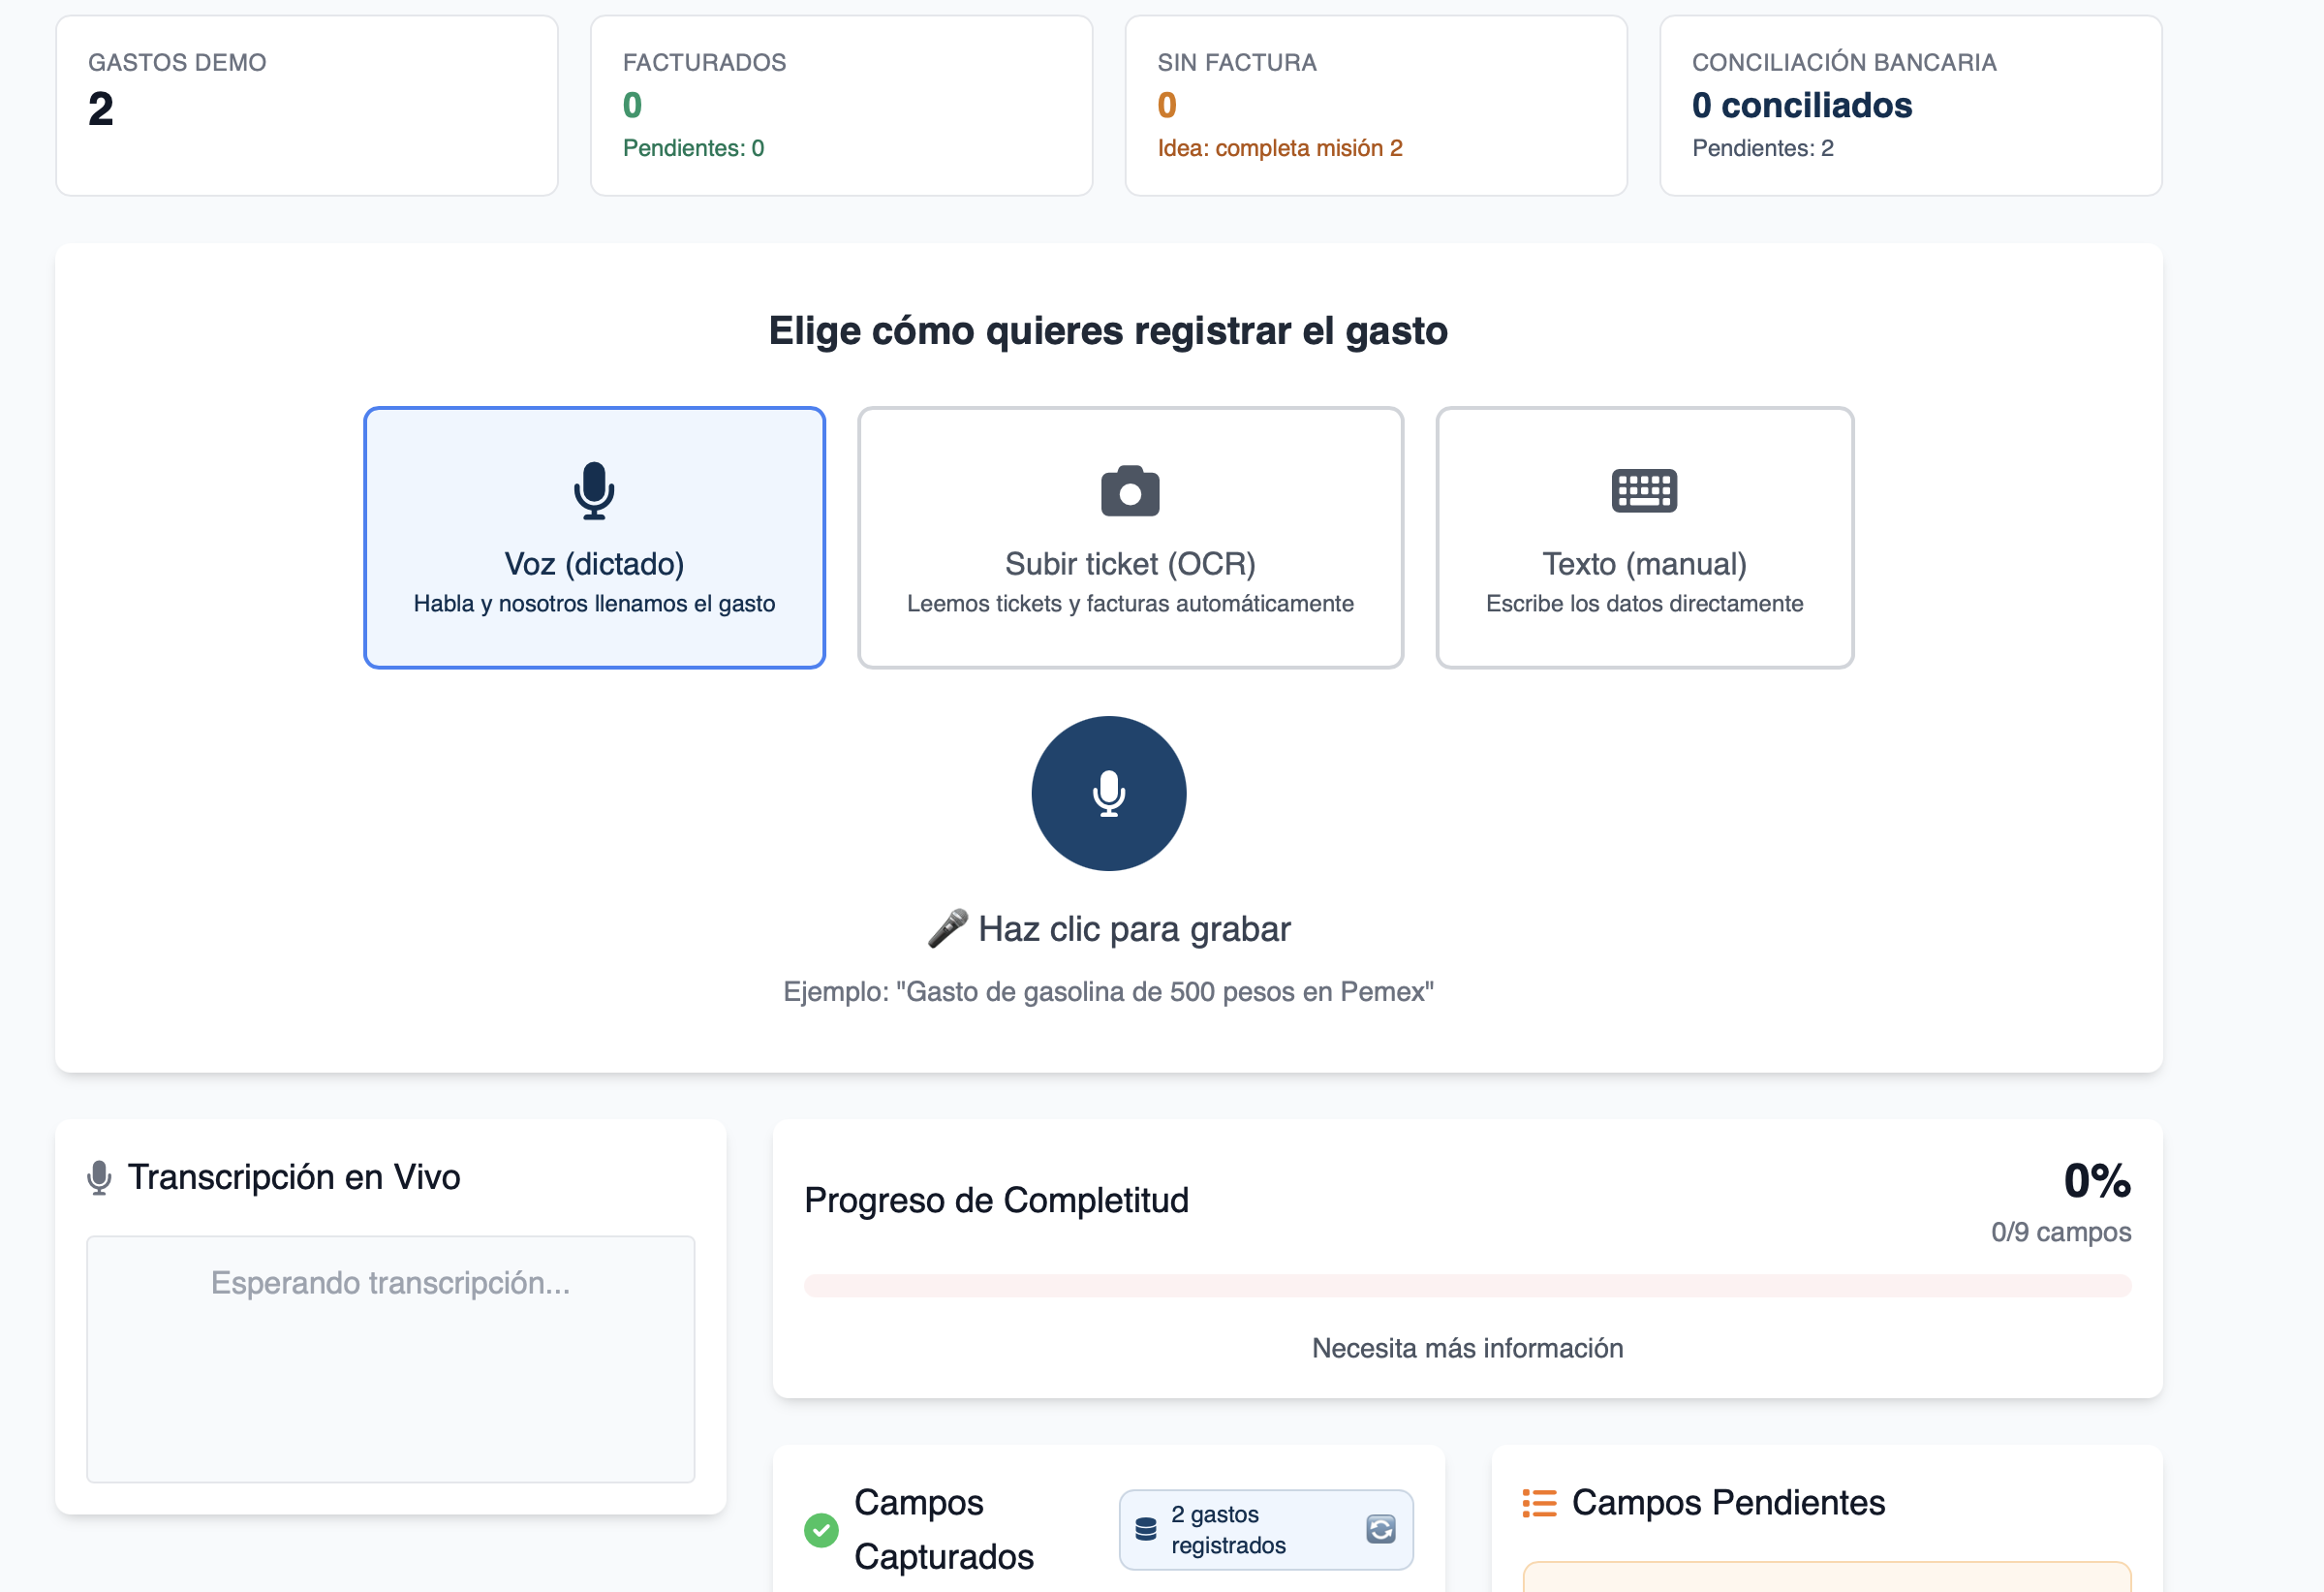 GASTOS DEMO
2
FACTURADOS
0
Pendientes: 0
SIN FACTURA
0
Idea: completa misión 2
CONCILIACIÓN BANCARIA
0 conciliados
Pendientes: 2
Elige cómo quieres registrar el gasto
Voz (dictado)
Habla y nosotros llenamos el gasto
Subir ticket (OCR)
Leemos tickets y facturas automáticamente
Texto (manual)
Escribe los datos directamente
🎤 Haz clic para grabar
Ejemplo: "Gasto de gasolina de 500 pesos en Pemex"
Transcripción en Vivo
Esperando transcripción...
Progreso de Completitud
0%
0/9 campos
Necesita más información
Campos
Capturados
2 gastos
registrados
Campos Pendientes